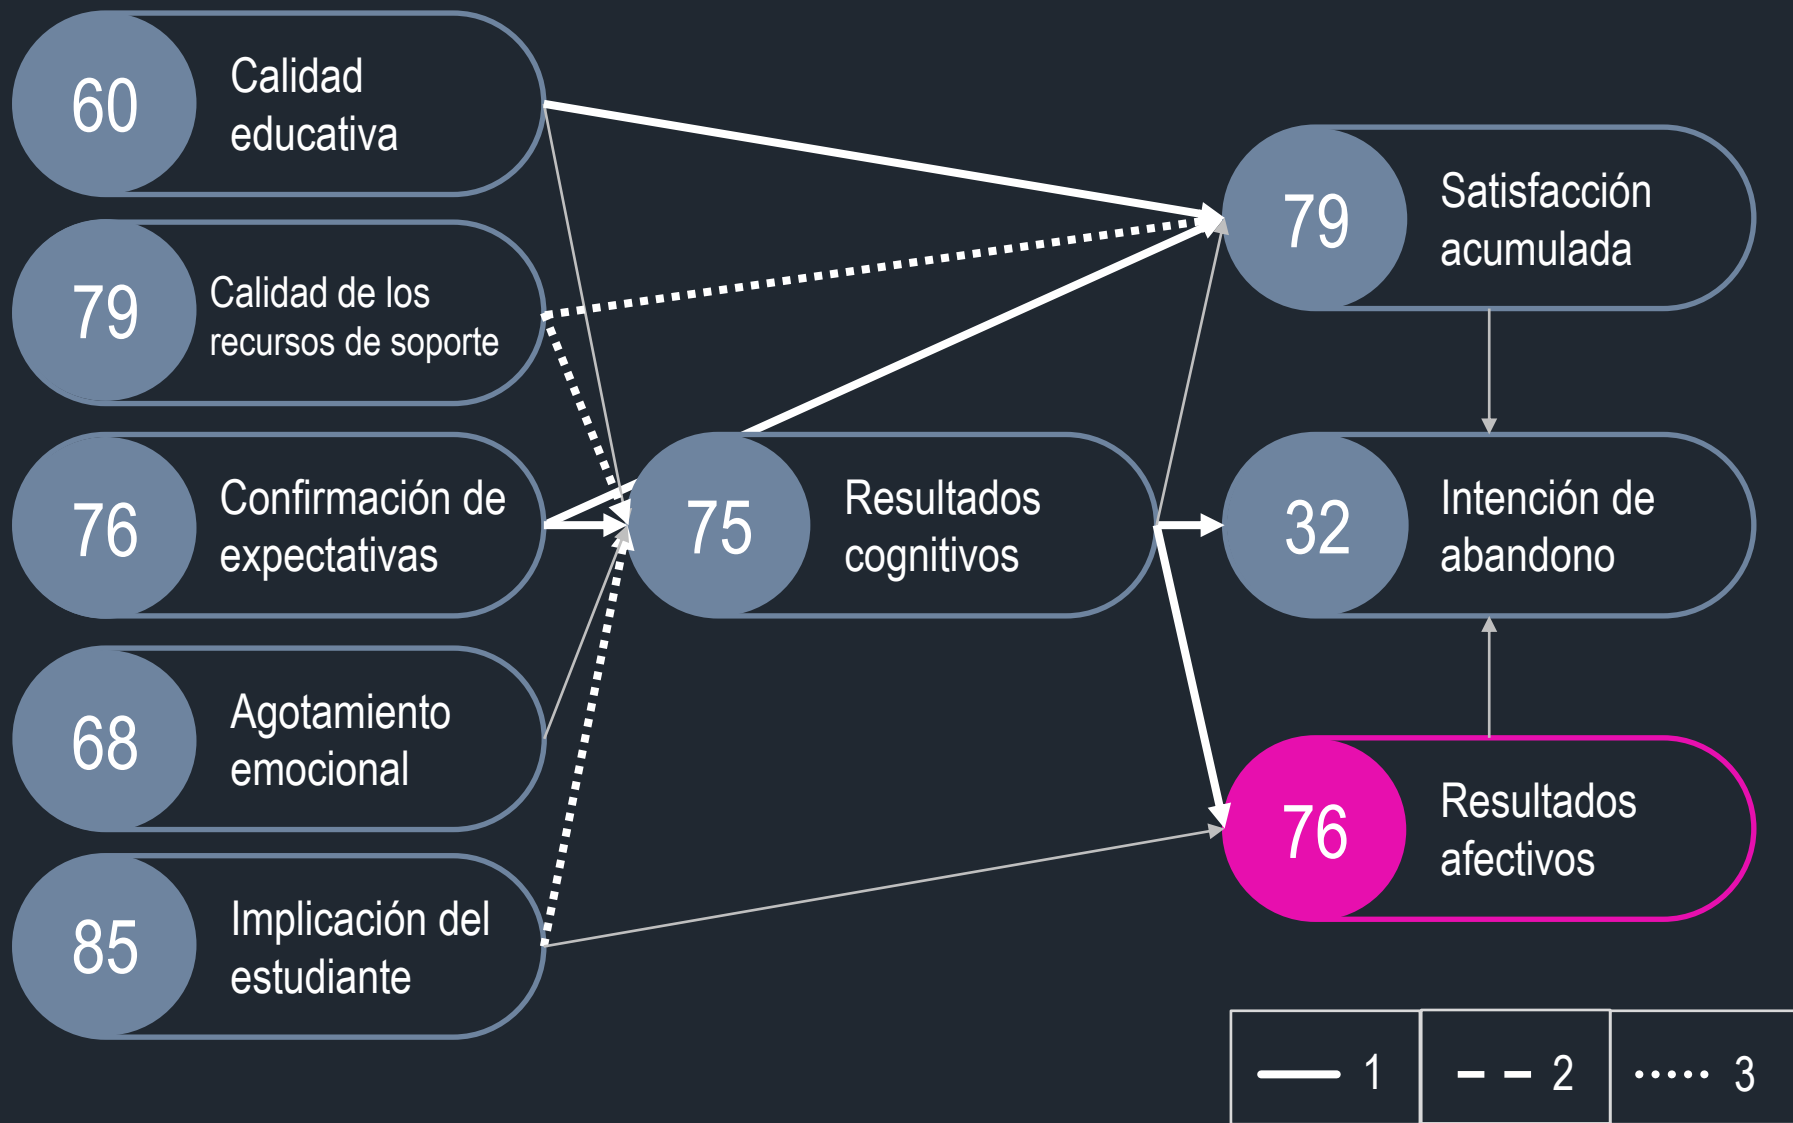 60
Calidad
educativa
79
Calidad de los
recursos de soporte
76
Confirmación de
expectativas
68
Agotamiento
emocional
85
Implicación del
estudiante
75
Resultados
cognitivos
79
Satisfacción
acumulada
32
Intención de
abandono
76
Resultados
afectivos
1
2
3